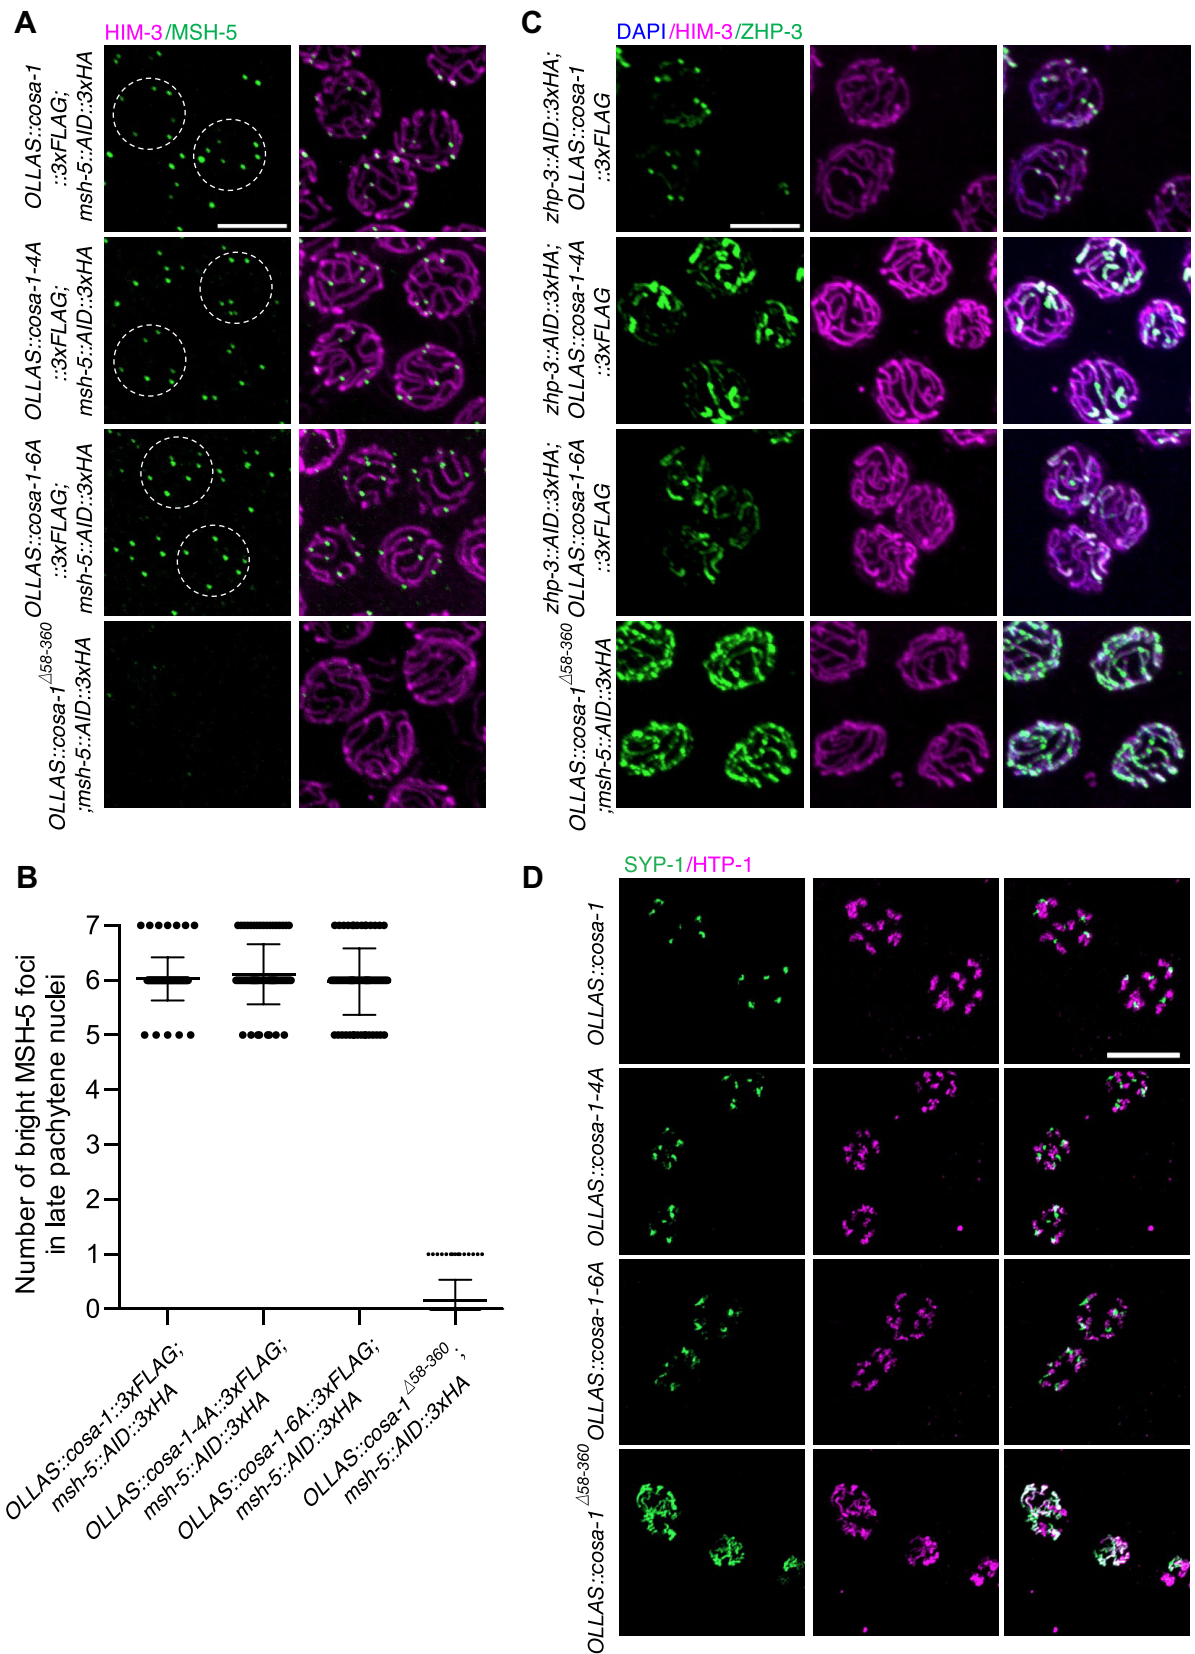 A
HIM-3/MSH-5
OLLAS::cosa-1
::3xFLAG;
msh-5::AID::3xHA
OLLAS::cosa-1-4A
::3xFLAG;
msh-5::AID::3xHA
OLLAS::cosa-1-6A
::3xFLAG;
msh-5::AID::3xHA
OLLAS::cosa-1Δ58-360
;msh-5::AID::3xHA
C
DAPI/HIM-3/ZHP-3
zhp-3::AID::3xHA;
OLLAS::cosa-1
::3xFLAG
zhp-3::AID::3xHA;
OLLAS::cosa-1-4A
::3xFLAG
zhp-3::AID::3xHA;
OLLAS::cosa-1-6A
::3xFLAG
OLLAS::cosa-1Δ58-360
;msh-5::AID::3xHA
B
Number of bright MSH-5 foci
in late pachytene nuclei
7
6
5
4
3
2
1
0
OLLAS::cosa-1::3xFLAG;
msh-5::AID::3xHA
OLLAS::cosa-1-4A::3xFLAG;
msh-5::AID::3xHA
OLLAS::cosa-1-6A::3xFLAG;
msh-5::AID::3xHA
OLLAS::cosa-1Δ58-360;
msh-5::AID::3xHA
D
SYP-1/HTP-1
OLLAS::cosa-1
OLLAS::cosa-1-4A
OLLAS::cosa-1-6A
OLLAS::cosa-1Δ58-360